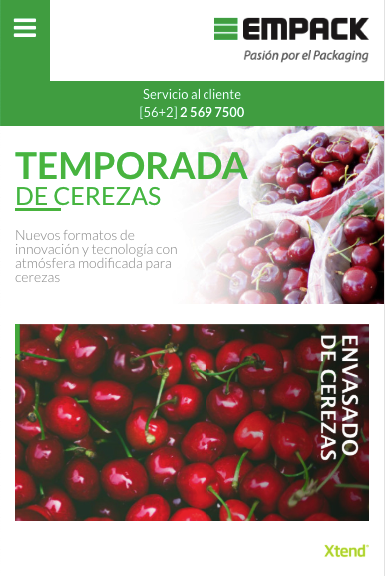 EMPACK
Pasión por el Packaging
Servicio al cliente
[56+2] 2 569 7500
TEMPORADA
DE CEREZAS
Nuevos formatos de
innovación y tecnología con
atmósfera modificada para
cerezas
ENVASADO
DE CEREZAS
Xtend®